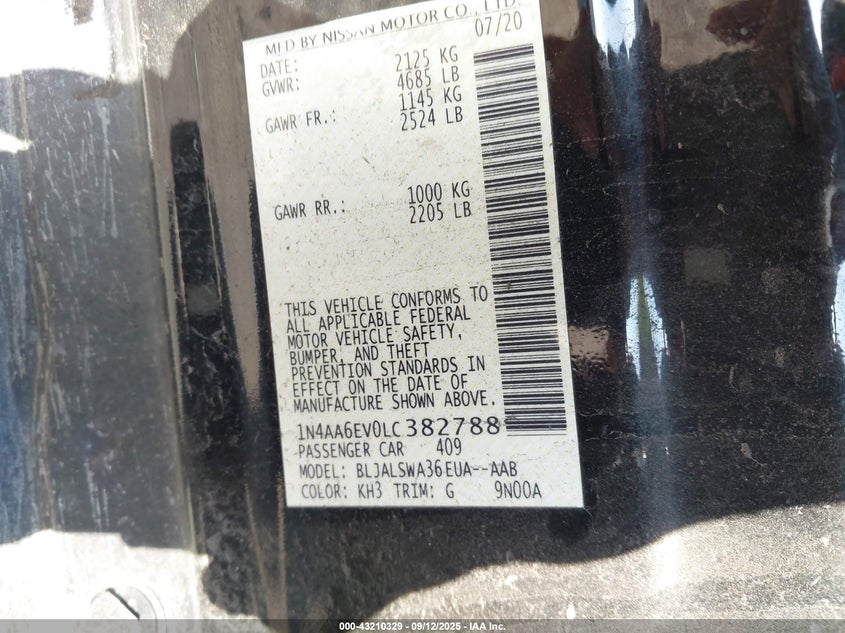 MFD BY NISSAN MOTOR CO., LTD.
DATE: 07/20
GVWR: 2125 KG
4685 LB
GAWR FR.: 1145 KG
2524 LB
GAWR RR.: 1000 KG
2205 LB
THIS VEHICLE CONFORMS TO
ALL APPLICABLE FEDERAL
MOTOR VEHICLE SAFETY,
BUMPER, AND THEFT
PREVENTION STANDARDS IN
EFFECT ON THE DATE OF
MANUFACTURE SHOWN ABOVE.
1N4AA6EV0LC382788
PASSENGER CAR 409
MODEL: BLJALSWA36EUA--AAB
COLOR: KH3 TRIM: G 9N00A
000-43210329 - 09/12/2025 - IAA Inc.